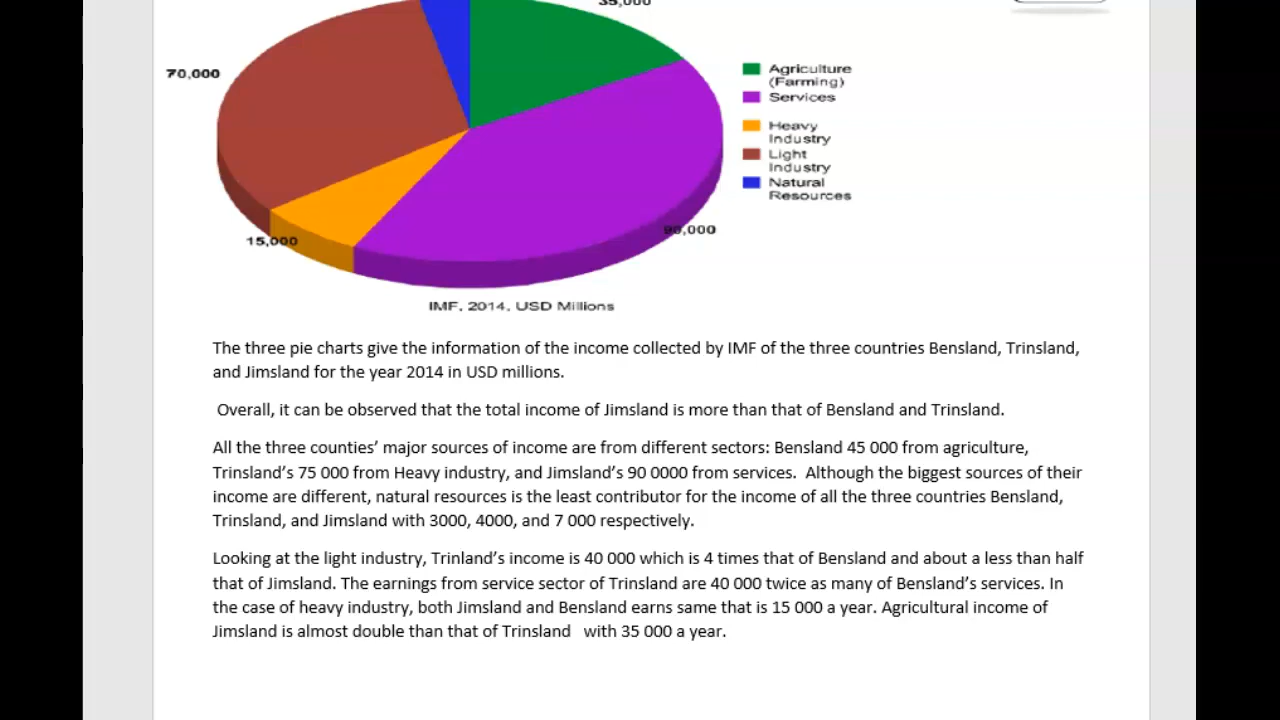 35,000
70,000
Agriculture
(Farming)
Services
Heavy
Industry
Light
Industry
Natural
Resources
90,000
15,000
IMF, 2014, USD Millions
The three pie charts give the information of the income collected by IMF of the three countries Bensland, Trinsland,
and Jimsland for the year 2014 in USD millions.
Overall, it can be observed that the total income of Jimsland is more than that of Bensland and Trinsland.
All the three counties’ major sources of income are from different sectors: Bensland 45 000 from agriculture,
Trinsland’s 75 000 from Heavy industry, and Jimsland’s 90 0000 from services. Although the biggest sources of their
income are different, natural resources is the least contributor for the income of all the three countries Bensland,
Trinsland, and Jimsland with 3000, 4000, and 7 000 respectively.
Looking at the light industry, Trinland’s income is 40 000 which is 4 times that of Bensland and about a less than half
that of Jimsland. The earnings from service sector of Trinsland are 40 000 twice as many of Bensland’s services. In
the case of heavy industry, both Jimsland and Bensland earns same that is 15 000 a year. Agricultural income of
Jimsland is almost double than that of Trinsland with 35 000 a year.